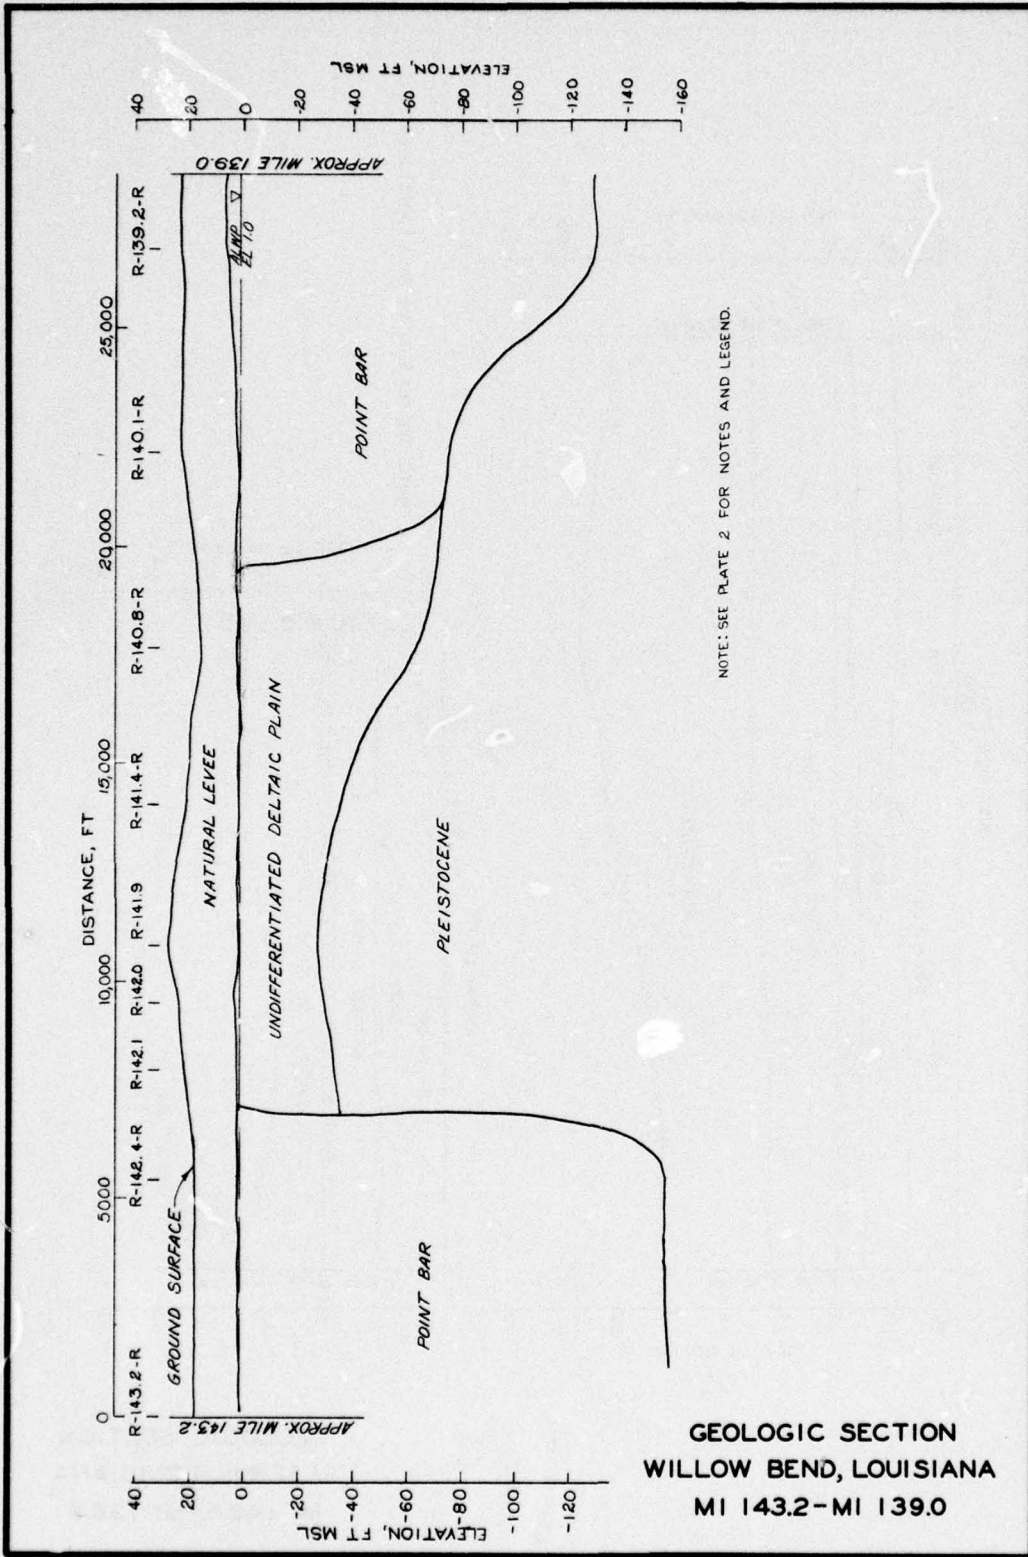 ELEVATION, FT MSL
40 20 0 -20 -40 -60 -80 -100 -120 -140 -160
APPROX. MILE 139.0
DISTANCE, FT
0 5000 10,000 15,000 20,000 25,000
R-143.2-R R-142.4-R R-142.1 R-142.0 R-141.9 R-141.4-R R-140.8-R R-140.1-R R-139.2-R
GROUND SURFACE
NATURAL LEVEE
ALWP
EL 1.0
UNDIFFERENTIATED DELTAIC PLAIN
POINT BAR
POINT BAR
PLEISTOCENE
APPROX. MILE 143.2
40 20 0 -20 -40 -60 -80 -100 -120
ELEVATION, FT MSL
NOTE: SEE PLATE 2 FOR NOTES AND LEGEND.
GEOLOGIC SECTION
WILLOW BEND, LOUISIANA
MI 143.2-MI 139.0